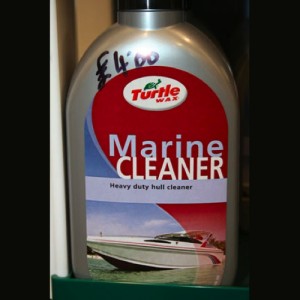 £4.00
Turtle
WAX
Marine
CLEANER
Heavy duty hull cleaner